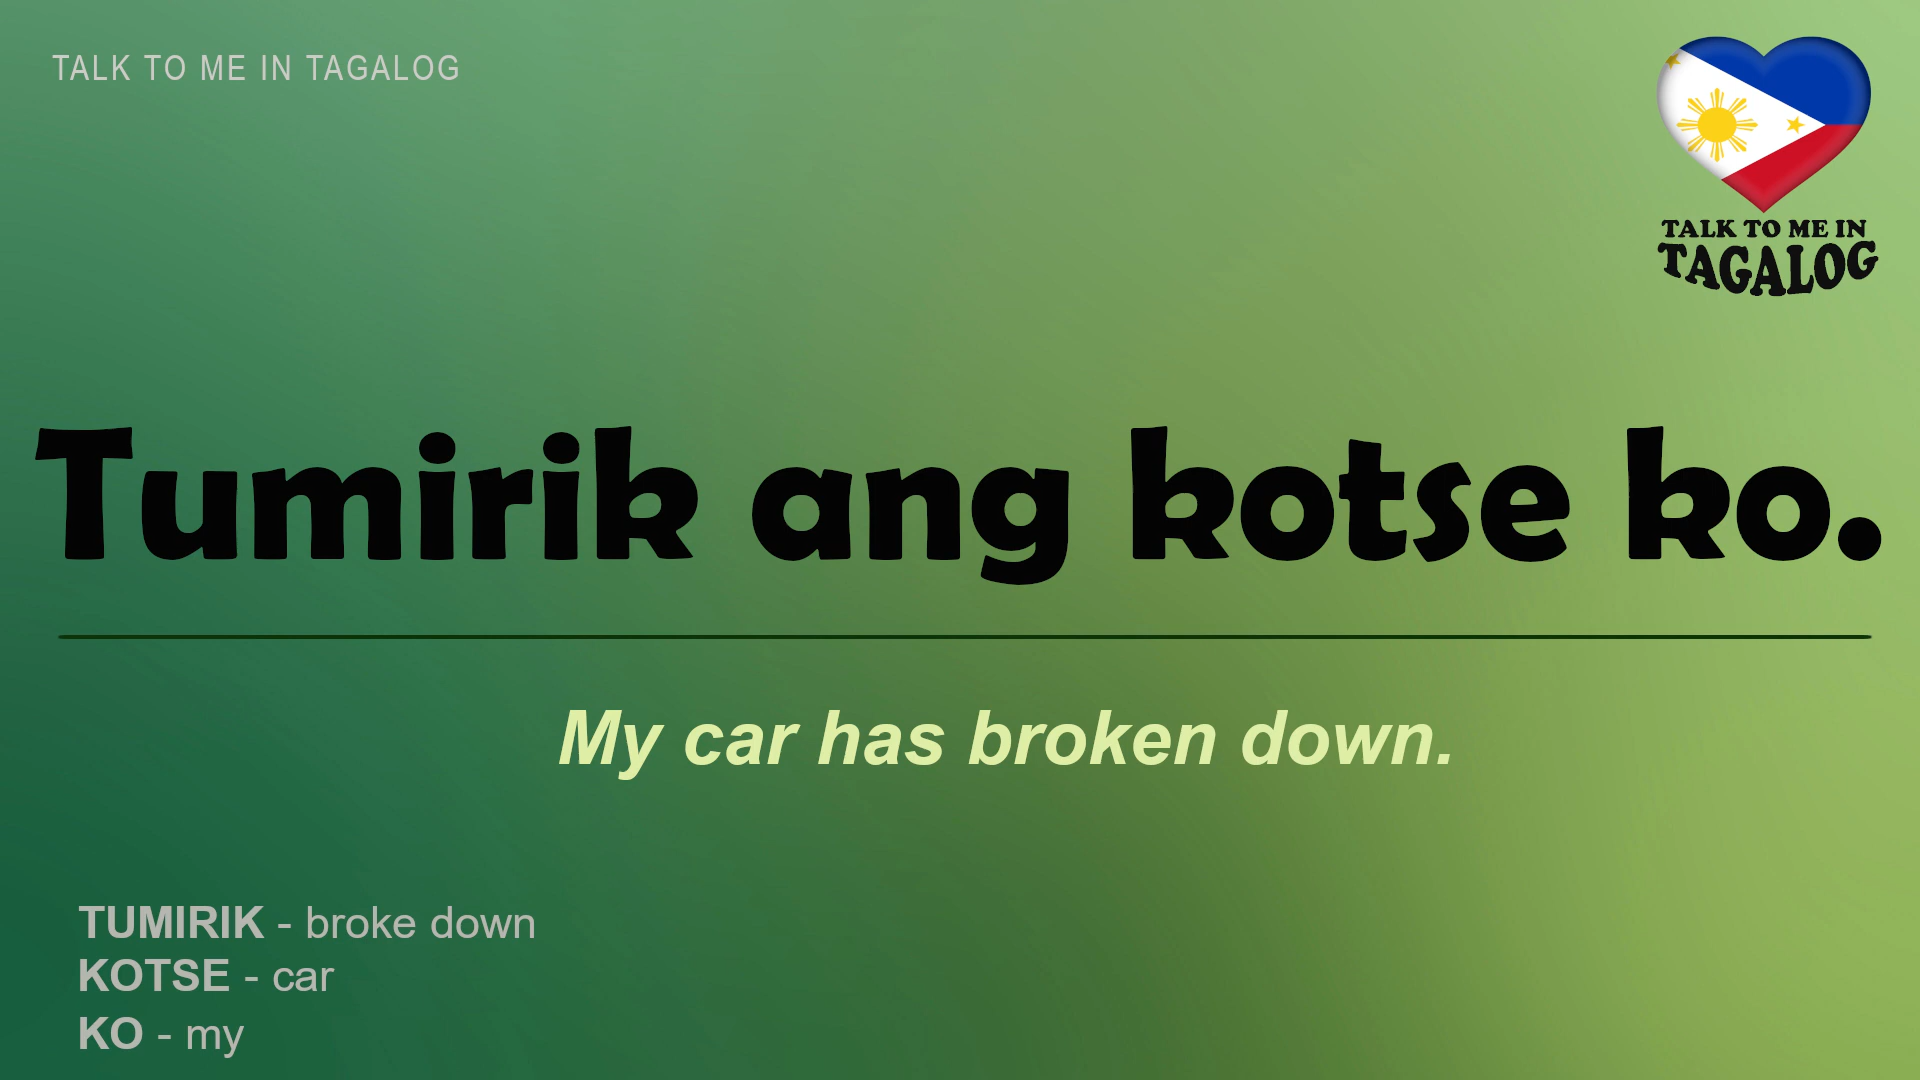 TALK TO ME IN TAGALOG
TALK TO ME IN
TAGALOG
Tumirik ang kotse ko.
My car has broken down.
TUMIRIK - broke down
KOTSE - car
KO - my